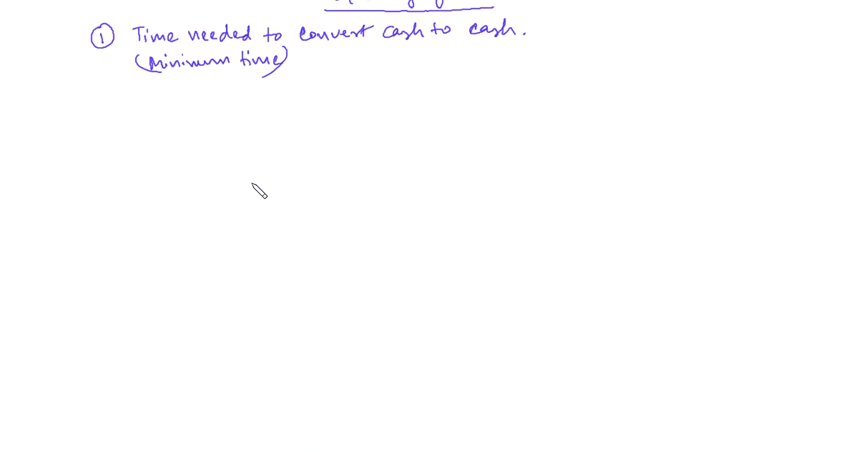 ① Time needed to convert cash to cash.
(Minimum time)